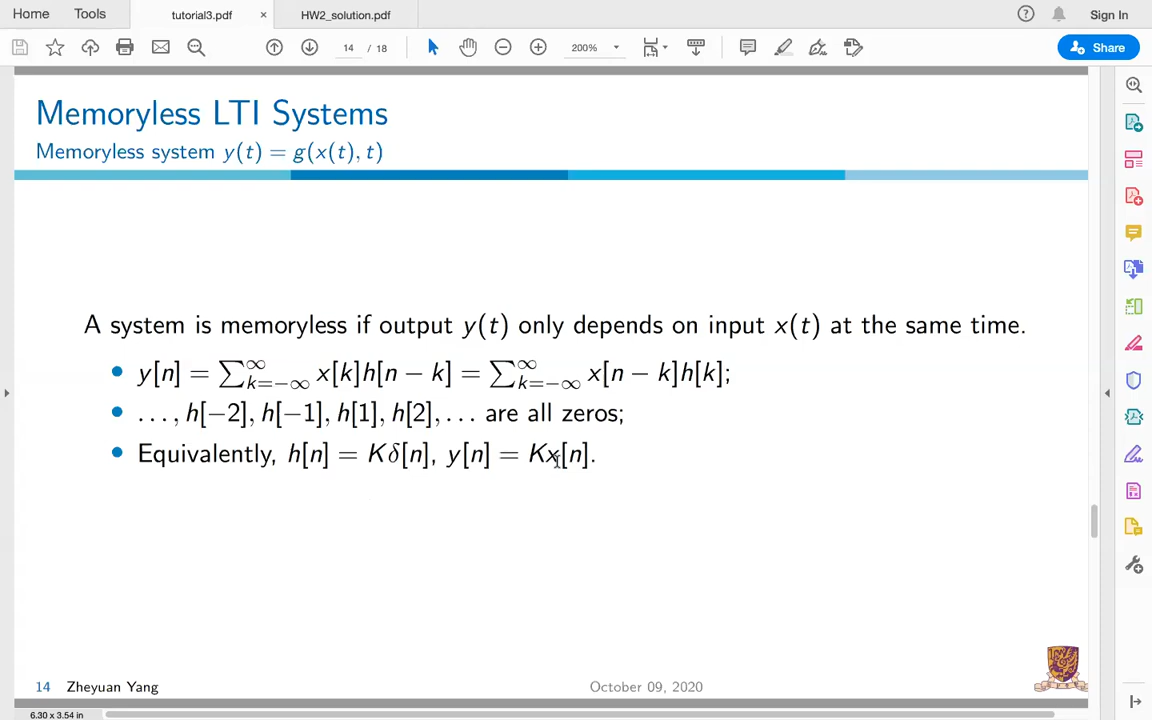 Home Tools tutorial3.pdf × HW2_solution.pdf ? Sign In
14 / 18 200% Share
Memoryless LTI Systems
Memoryless system y(t) = g(x(t), t)
A system is memoryless if output y(t) only depends on input x(t) at the same time.
• y[n] = ∑_{k=−∞}^{∞} x[k]h[n − k] = ∑_{k=−∞}^{∞} x[n − k]h[k];
• . . . , h[−2], h[−1], h[1], h[2], . . . are all zeros;
• Equivalently, h[n] = Kδ[n], y[n] = Kx[n].
14 Zheyuan Yang October 09, 2020
6.30 x 3.54 in